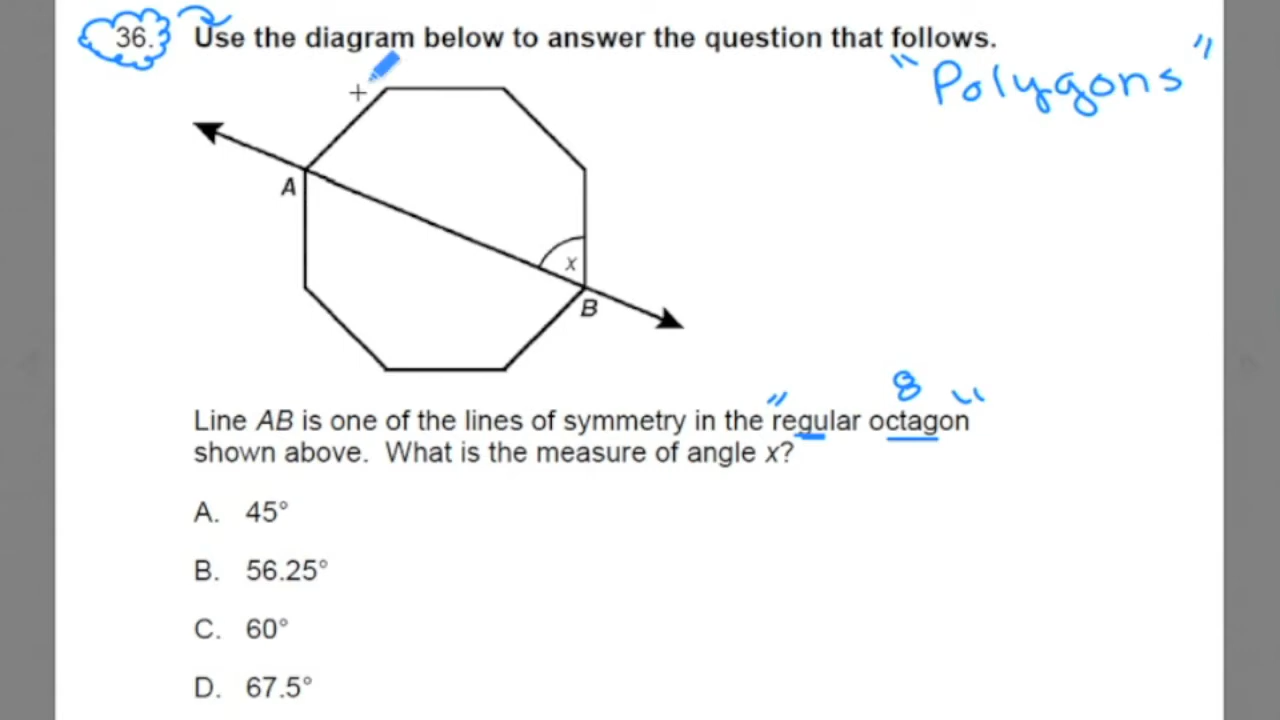 36. Use the diagram below to answer the question that follows.
"Polygons"
A
x
B
8
Line AB is one of the lines of symmetry in the "regular octagon"
shown above. What is the measure of angle x?
A. 45°
B. 56.25°
C. 60°
D. 67.5°